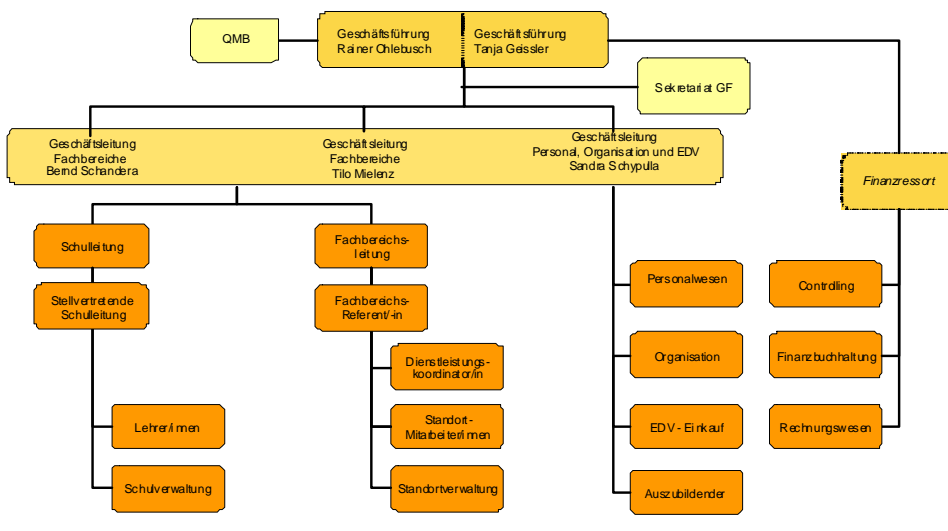 QMB
Geschäftsführung
Rainer Ohlebusch
Geschäftsführung
Tanja Geissler
Sekretariat GF
Geschäftsleitung
Fachbereiche
Bernd Schandera
Geschäftsleitung
Fachbereiche
Tilo Mielenz
Geschäftsleitung
Personal, Organisation und EDV
Sandra Schypulla
Finanzressort
Schulleitung
Stellvertretende
Schulleitung
Lehrer/innen
Schulverwaltung
Fachbereichs-
leitung
Fachbereichs-
Referent/-in
Dienstleistungs-
koordinator/in
Standort-
Mitarbeiter/innen
Standortverwaltung
Personalwesen
Organisation
EDV - Einkauf
Auszubildender
Controlling
Finanzbuchhaltung
Rechnungswesen